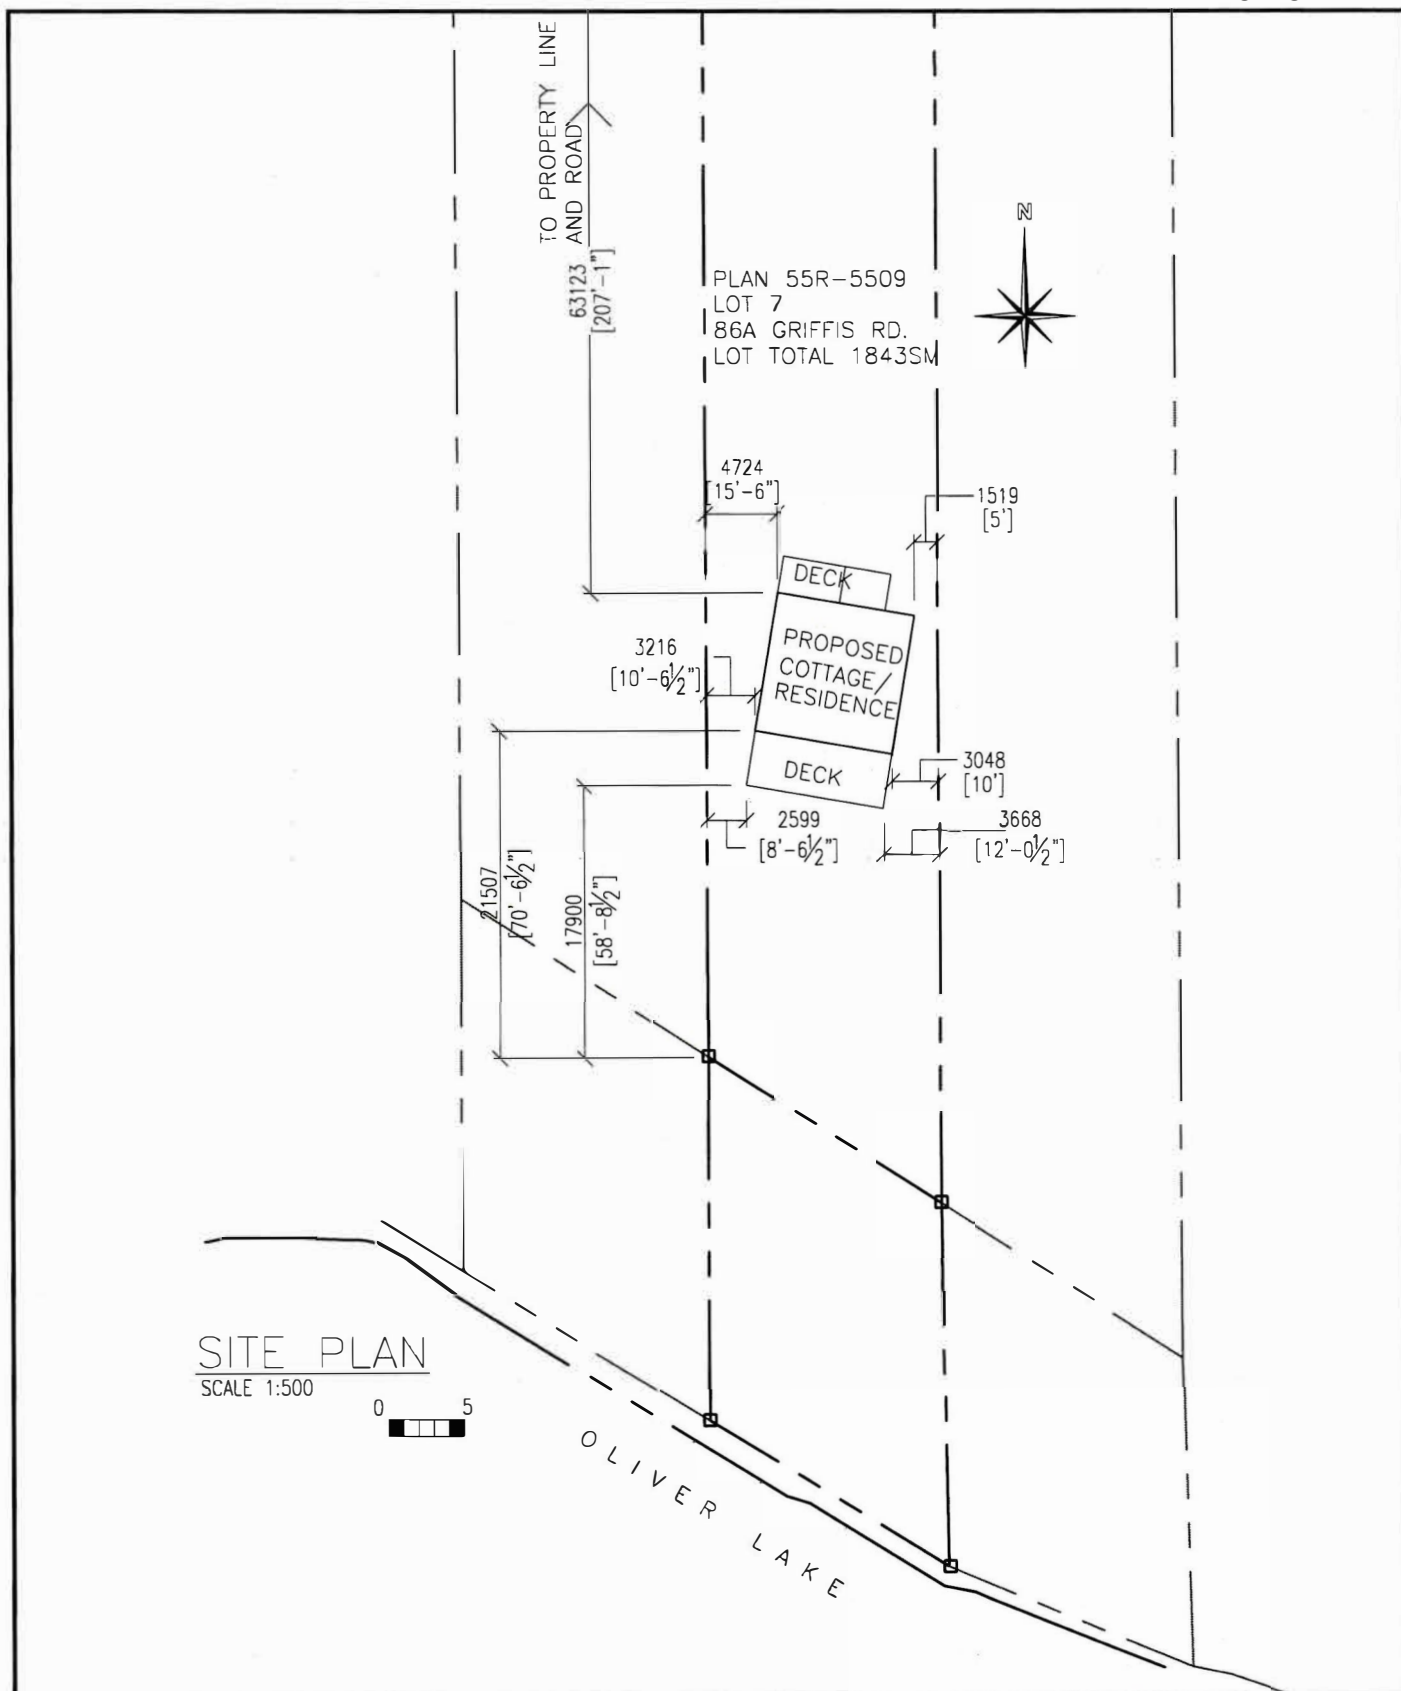 TO PROPERTY LINE
AND ROAD
63123
[207'-1"]
N
PLAN 55R-5509
LOT 7
86A GRIFFIS RD.
LOT TOTAL 1843SM
4724
[15'-6"]
1519
[5']
DECK
PROPOSED
COTTAGE/
RESIDENCE
3216
[10'-6½"]
DECK
3048
[10']
2599
[8'-6½"]
3668
[12'-0½"]
21507
[70'-6½"]
17900
[58'-8½"]
SITE PLAN
SCALE 1:500
0 5
OLIVER LAKE